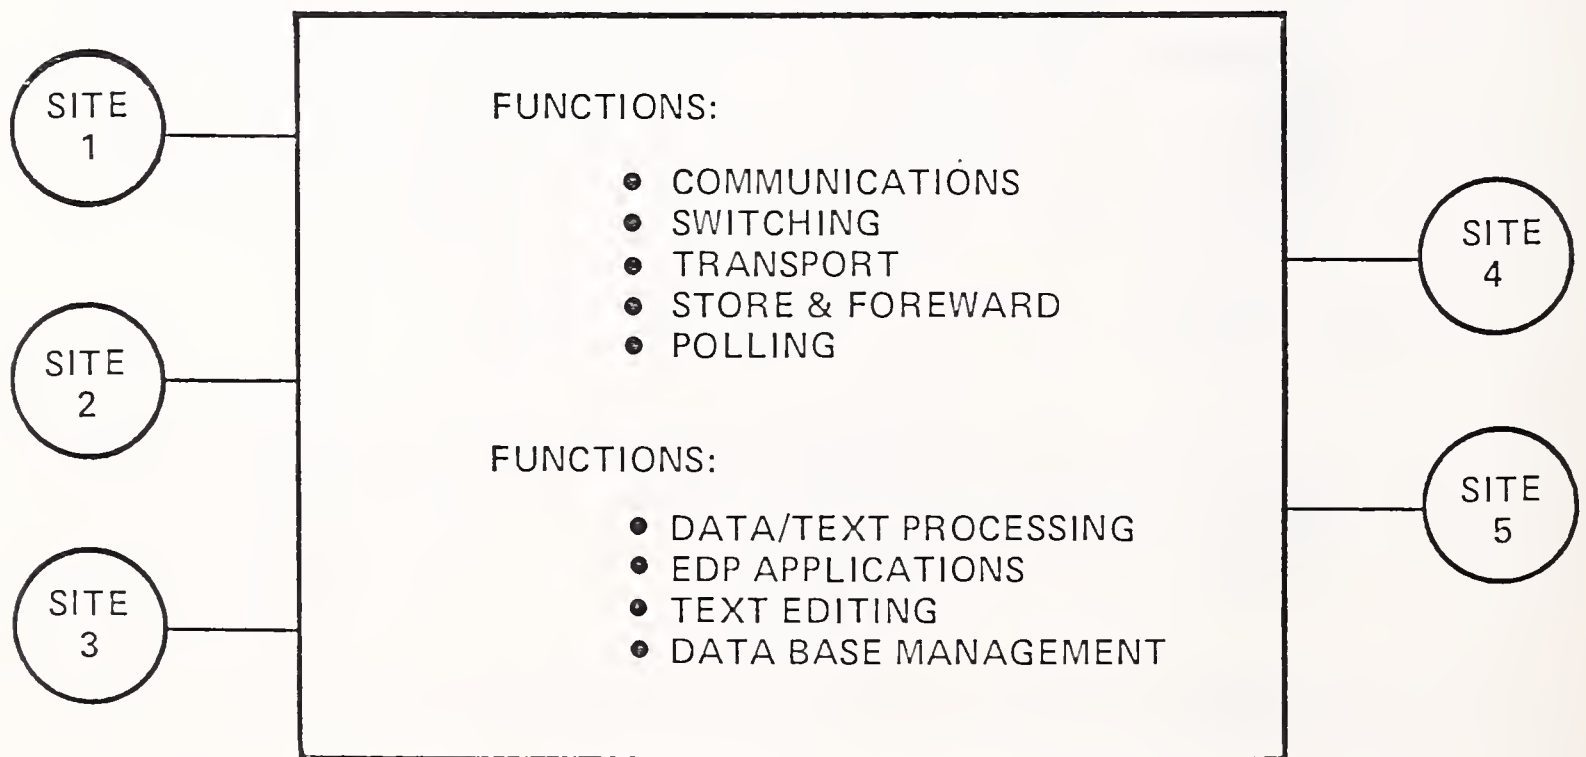 SITE
1
SITE
2
SITE
3
FUNCTIONS:
• COMMUNICATIONS
• SWITCHING
• TRANSPORT
• STORE & FOREWARD
• POLLING
FUNCTIONS:
• DATA/TEXT PROCESSING
• EDP APPLICATIONS
• TEXT EDITING
• DATA BASE MANAGEMENT
SITE
4
SITE
5